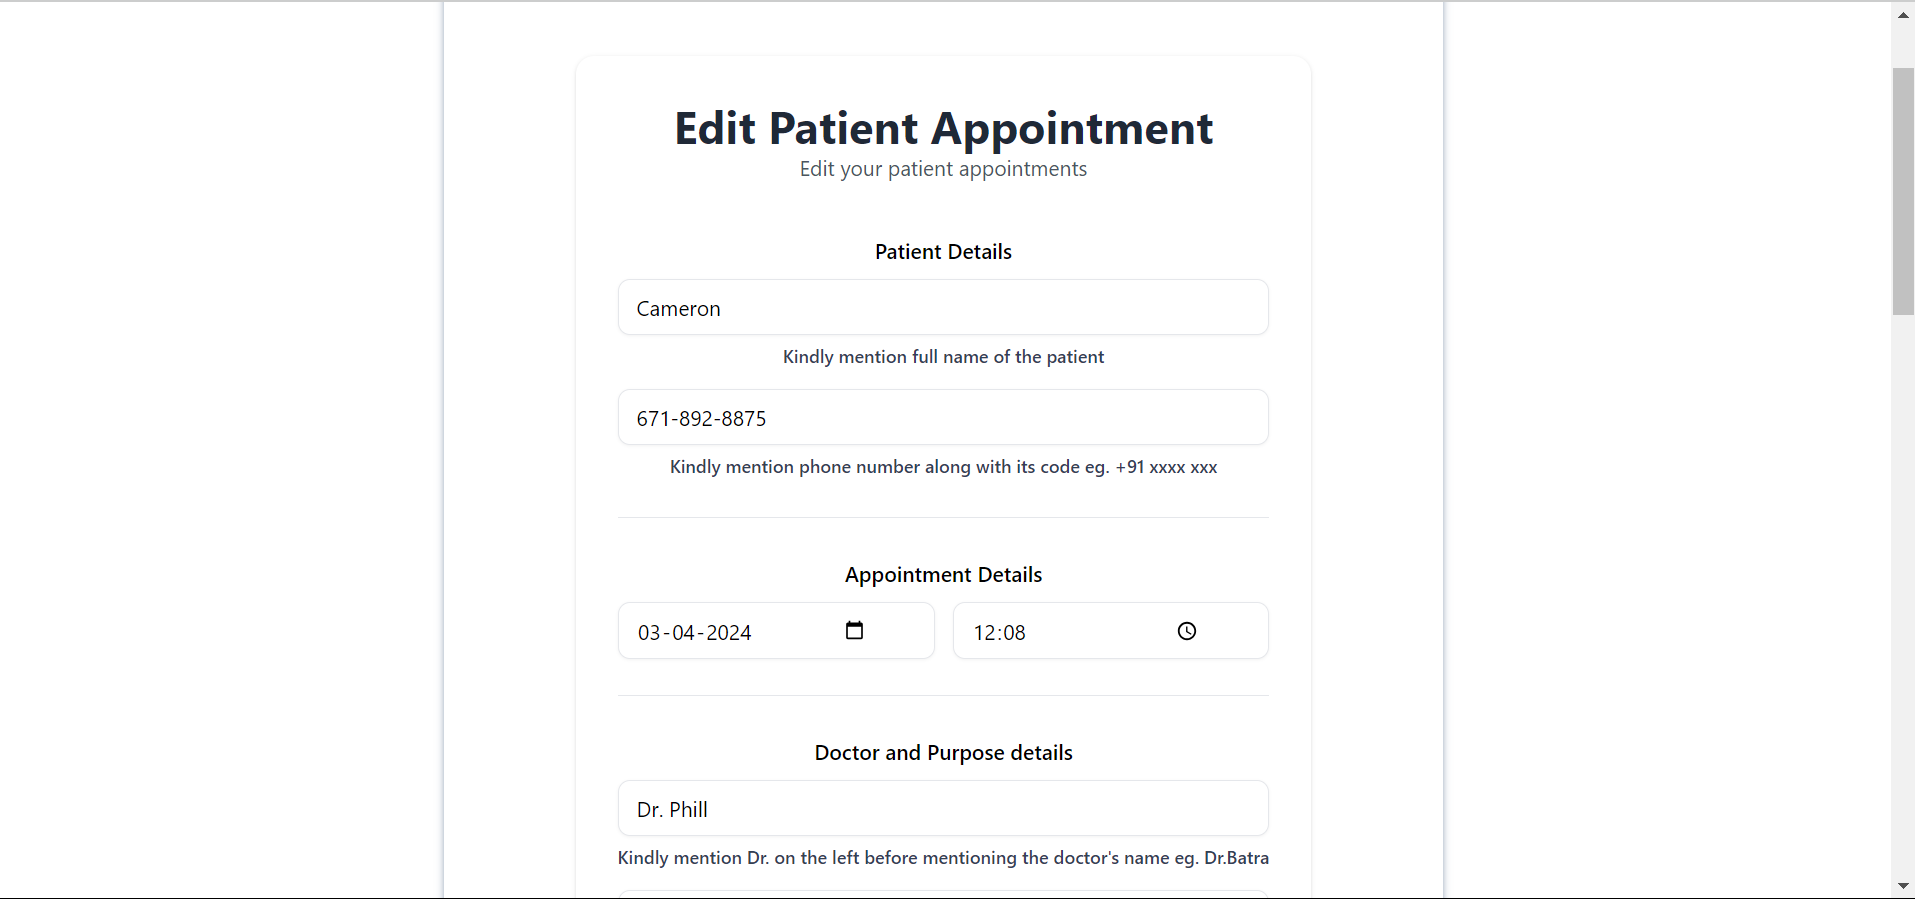 Edit Patient Appointment
Edit your patient appointments
Patient Details
Cameron
Kindly mention full name of the patient
671-892-8875
Kindly mention phone number along with its code eg. +91 xxxx xxx
Appointment Details
03-04-2024 12:08
Doctor and Purpose details
Dr. Phill
Kindly mention Dr. on the left before mentioning the doctor's name eg. Dr.Batra